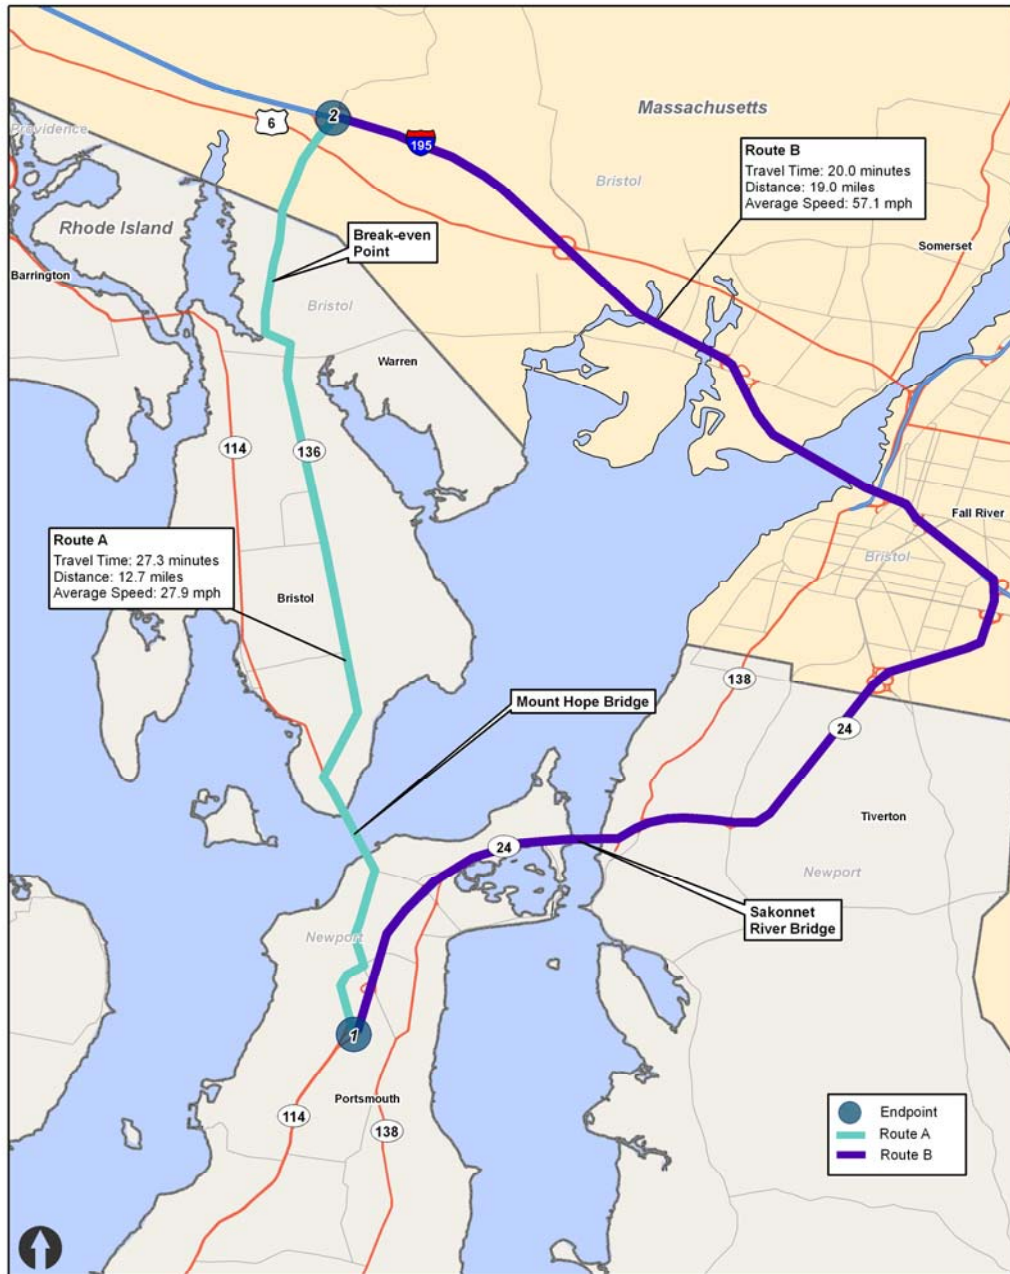 Massachusetts
2
6
195
Route B
Travel Time: 20.0 minutes
Distance: 19.0 miles
Average Speed: 57.1 mph
Providence
Bristol
Rhode Island
Break-even
Point
Somerset
Barrington
Bristol
Warren
114
136
Fall River
Route A
Travel Time: 27.3 minutes
Distance: 12.7 miles
Average Speed: 27.9 mph
Bristol
Bristol
138
Mount Hope Bridge
24
Tiverton
24
Newport
Sakonnet
River Bridge
Newport
1
Portsmouth
114
138
Endpoint
Route A
Route B